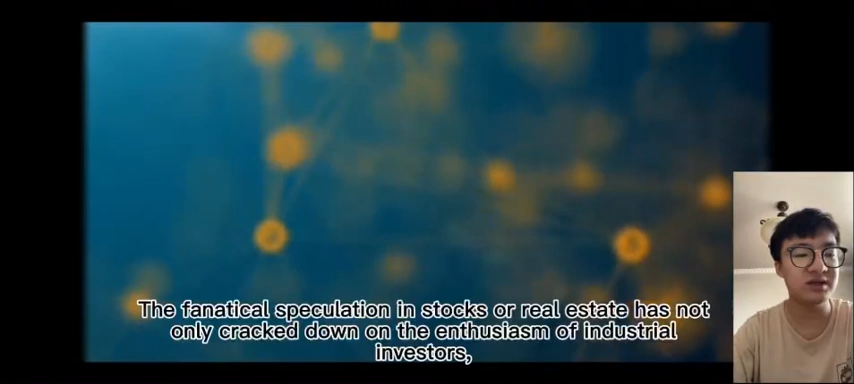 The fanatical speculation in stocks or real estate has not
only cracked down on the enthusiasm of industrial
investors,